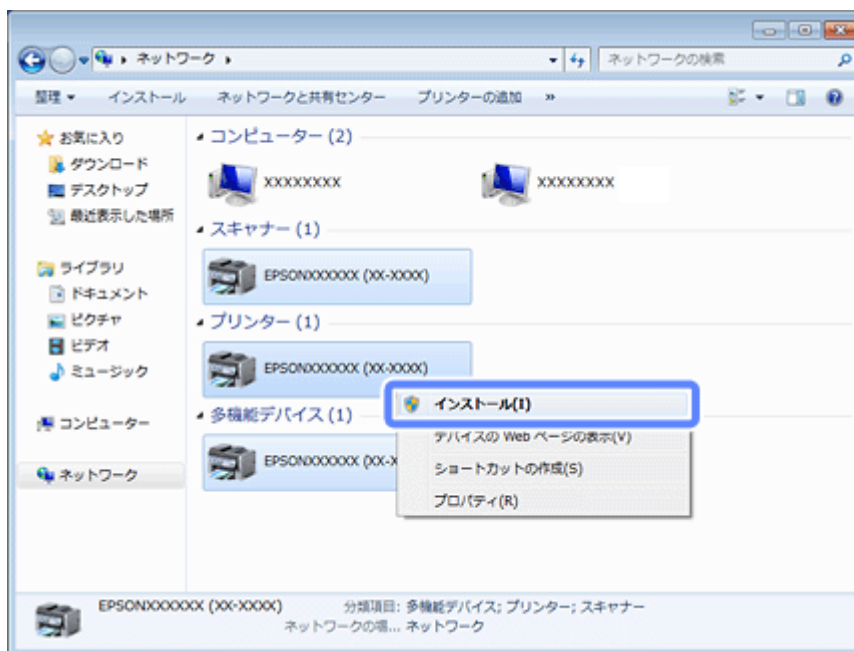 ネットワーク
ネットワークの検索
整理 インストール ネットワークと共有センター プリンターの追加 »
お気に入り
ダウンロード
デスクトップ
最近表示した場所
ライブラリ
ドキュメント
ピクチャ
ビデオ
ミュージック
コンピューター
ネットワーク
コンピューター (2)
XXXXXXXX XXXXXXXX
スキャナー (1)
EPSONXXXXXX (XX-XXXX)
プリンター (1)
EPSONXXXXXX (XX-XXXX)
多機能デバイス (1)
EPSONXXXXXX (XX-X
インストール(I)
デバイスの Web ページの表示(V)
ショートカットの作成(S)
プロパティ(R)
EPSONXXXXXX (XX-XXXX) 分類項目: 多機能デバイス; プリンター; スキャナー
ネットワークの場... ネットワーク